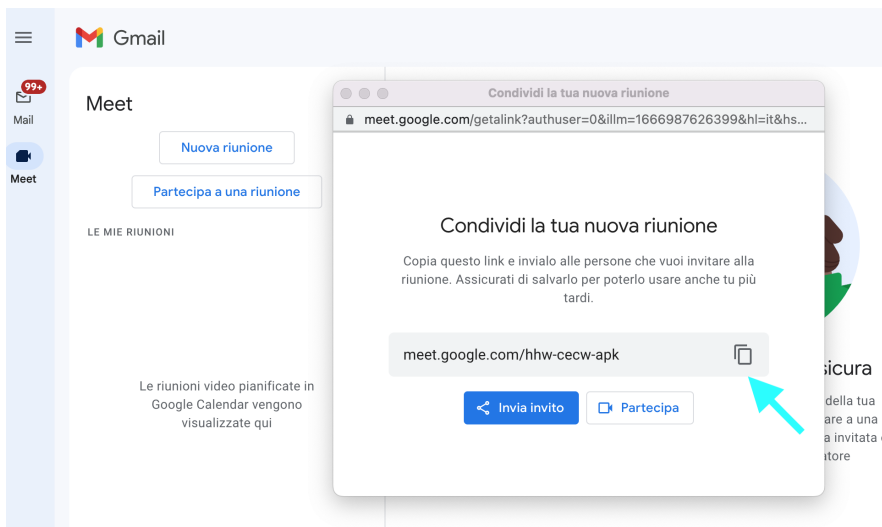 Gmail
99+
Mail
Meet
Meet
Nuova riunione
Partecipa a una riunione
LE MIE RIUNIONI
Le riunioni video pianificate in
Google Calendar vengono
visualizzate qui
Condividi la tua nuova riunione
meet.google.com/getalink?authuser=0&illm=1666987626399&hl=it&hs...
Condividi la tua nuova riunione
Copia questo link e invialo alle persone che vuoi invitare alla
riunione. Assicurati di salvarlo per poterlo usare anche tu più
tardi.
meet.google.com/hhw-cecw-apk
Invia invito
Partecipa
sicura
della tua
are a una
a invitata
atore